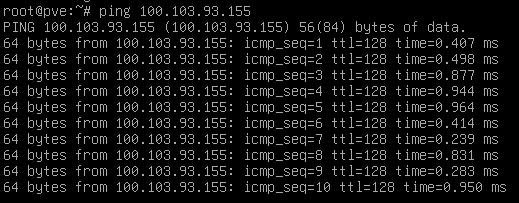 root@pve:~# ping 100.103.93.155
PING 100.103.93.155 (100.103.93.155) 56(84) bytes of data.
64 bytes from 100.103.93.155: icmp_seq=1 ttl=128 time=0.407 ms
64 bytes from 100.103.93.155: icmp_seq=2 ttl=128 time=0.498 ms
64 bytes from 100.103.93.155: icmp_seq=3 ttl=128 time=0.877 ms
64 bytes from 100.103.93.155: icmp_seq=4 ttl=128 time=0.944 ms
64 bytes from 100.103.93.155: icmp_seq=5 ttl=128 time=0.964 ms
64 bytes from 100.103.93.155: icmp_seq=6 ttl=128 time=0.414 ms
64 bytes from 100.103.93.155: icmp_seq=7 ttl=128 time=0.239 ms
64 bytes from 100.103.93.155: icmp_seq=8 ttl=128 time=0.831 ms
64 bytes from 100.103.93.155: icmp_seq=9 ttl=128 time=0.283 ms
64 bytes from 100.103.93.155: icmp_seq=10 ttl=128 time=0.950 ms